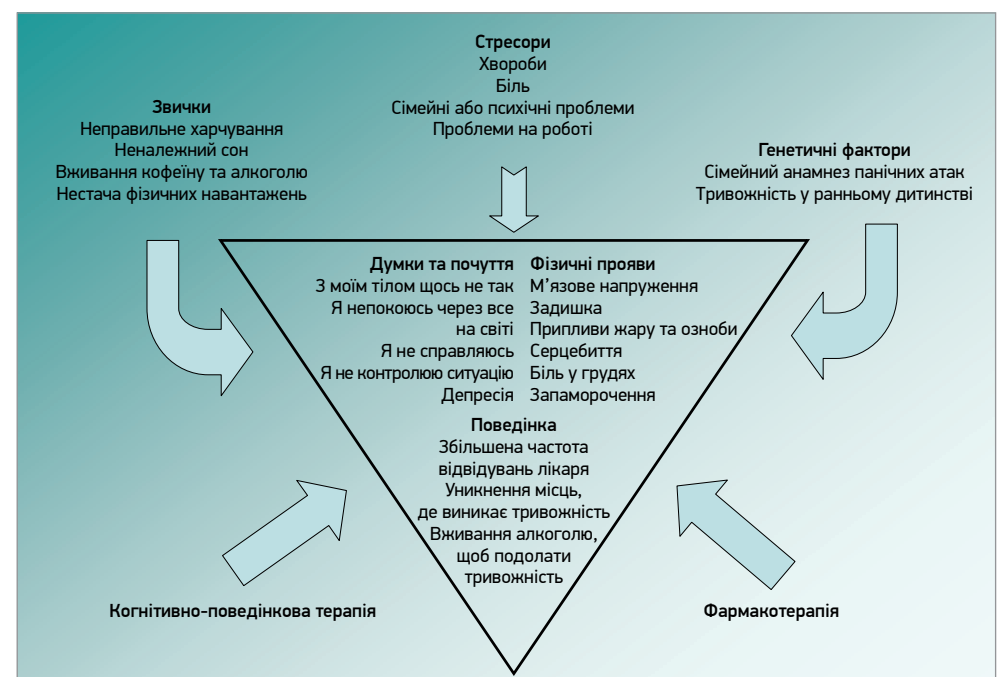 Стресори
Хвороби
Біль
Сімейні або психічні проблеми
Проблеми на роботі
Звички
Неправильне харчування
Неналежний сон
Вживання кофеїну та алкоголю
Нестача фізичних навантажень
Генетичні фактори
Сімейний анамнез панічних атак
Тривожність у ранньому дитинстві
Думки та почуття
З моїм тілом щось не так
Я непокоюсь через все
на світі
Я не справляюсь
Я не контролюю ситуацію
Депресія
Фізичні прояви
М’язове напруження
Задишка
Припливи жару та озноби
Серцебиття
Біль у грудях
Запаморочення
Поведінка
Збільшена частота
відвідувань лікаря
Уникнення місць,
де виникає тривожність
Вживання алкоголю,
щоб подолати
тривожність
Когнітивно-поведінкова терапія
Фармакотерапія